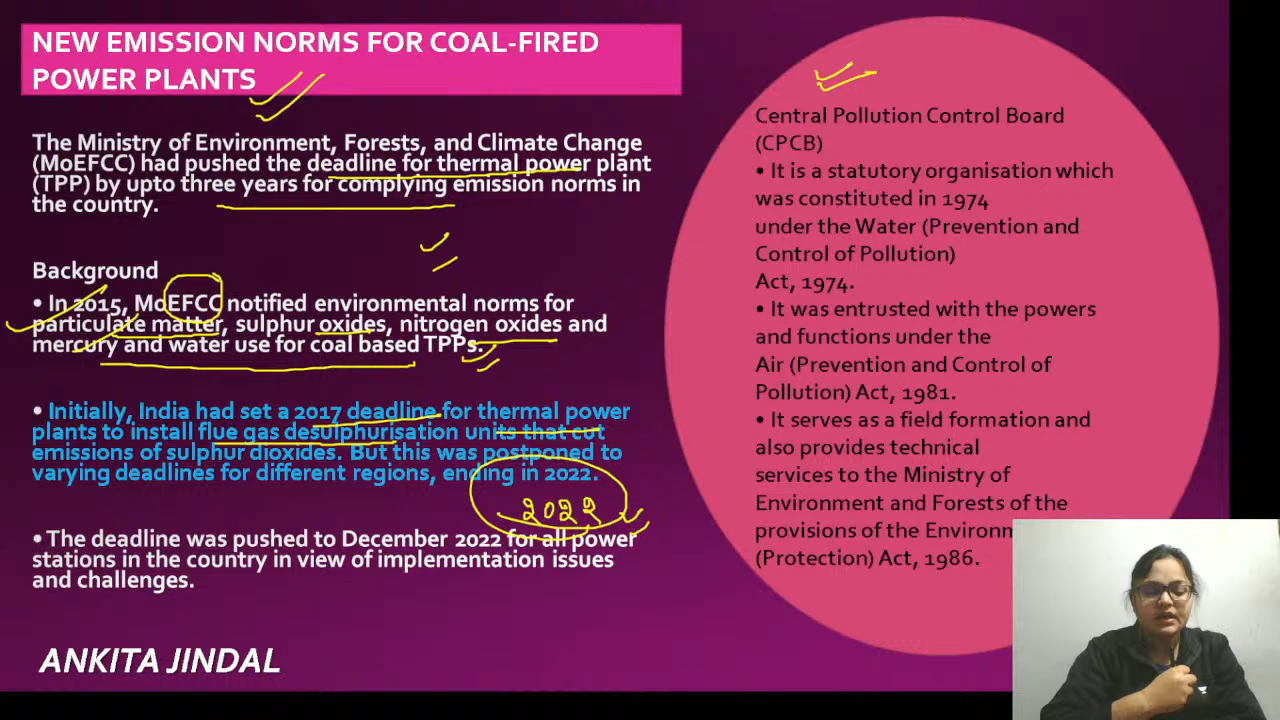 NEW EMISSION NORMS FOR COAL-FIRED
POWER PLANTS
The Ministry of Environment, Forests, and Climate Change
(MoEFCC) had pushed the deadline for thermal power plant
(TPP) by upto three years for complying emission norms in
the country.
Background
• In 2015, MoEFCC notified environmental norms for
particulate matter, sulphur oxides, nitrogen oxides and
mercury and water use for coal based TPPs.
• Initially, India had set a 2017 deadline for thermal power
plants to install flue gas desulphurisation units that cut
emissions of sulphur dioxides. But this was postponed to
varying deadlines for different regions, ending in 2022.
2022
• The deadline was pushed to December 2022 for all power
stations in the country in view of implementation issues
and challenges.
ANKITA JINDAL
Central Pollution Control Board
(CPCB)
• It is a statutory organisation which
was constituted in 1974
under the Water (Prevention and
Control of Pollution)
Act, 1974.
• It was entrusted with the powers
and functions under the
Air (Prevention and Control of
Pollution) Act, 1981.
• It serves as a field formation and
also provides technical
services to the Ministry of
Environment and Forests of the
provisions of the
(Protection) Act, 1986.